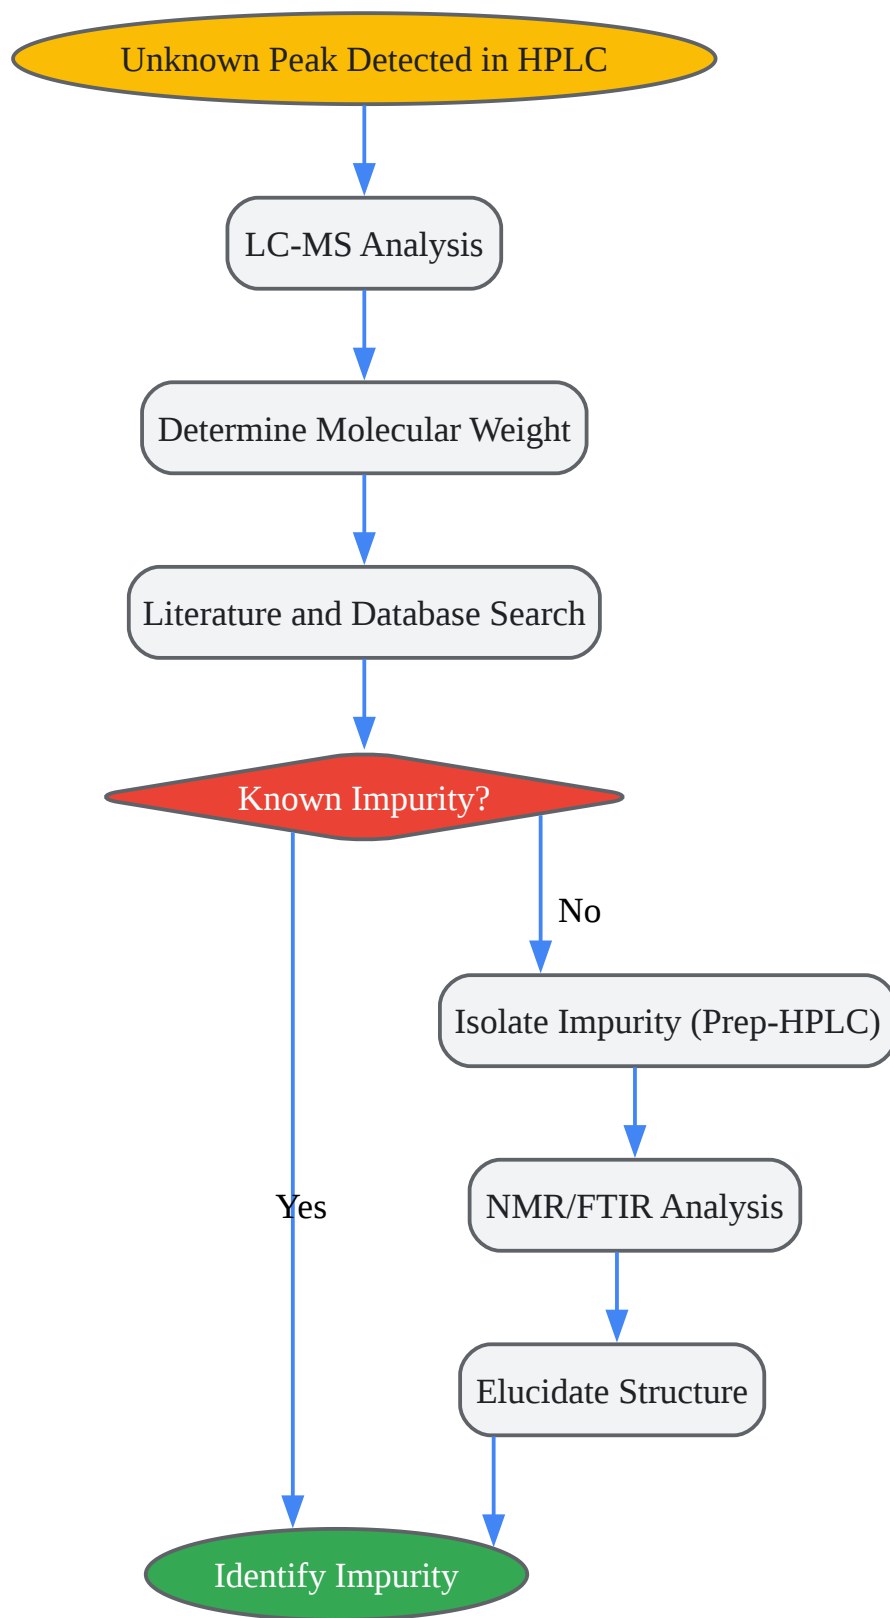 Unknown Peak Detected in HPLC
LC-MS Analysis
Determine Molecular Weight
Literature and Database Search
Known Impurity?
No
Isolate Impurity (Prep-HPLC)
Yes
NMR/FTIR Analysis
Elucidate Structure
Identify Impurity